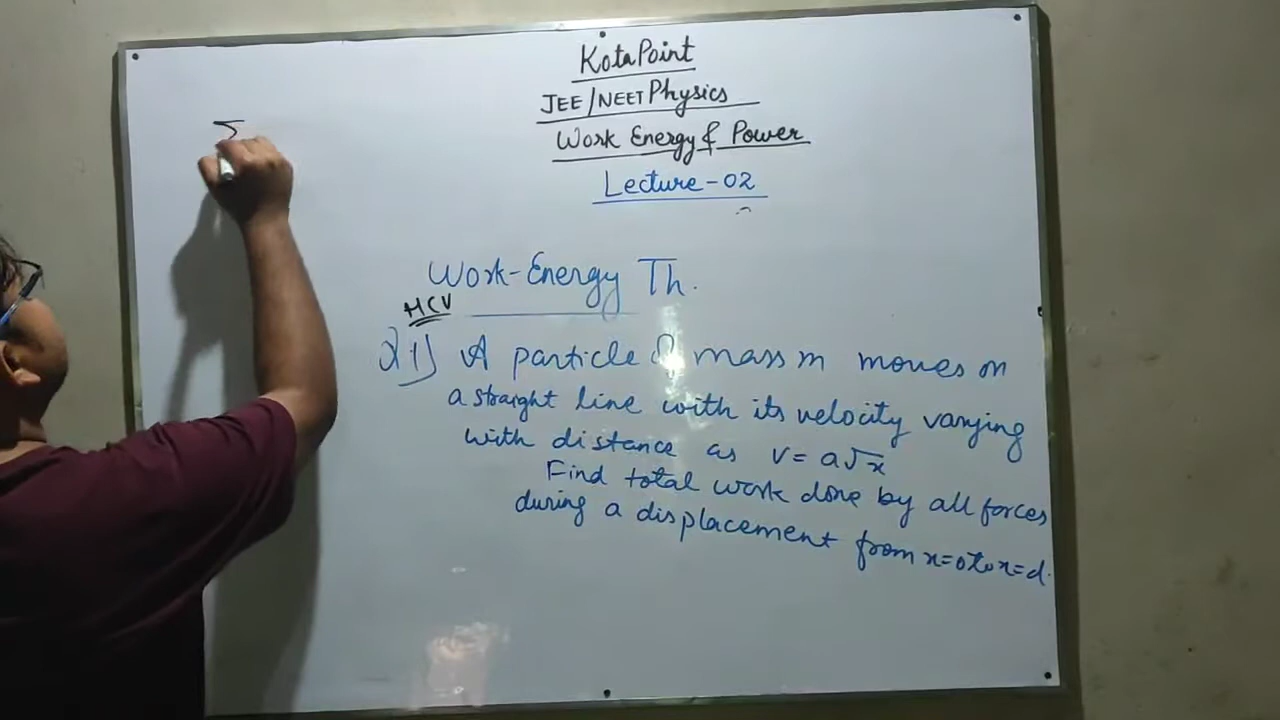 KotaPoint
JEE/NEET Physics
Work Energy & Power
Lecture-02
Work-Energy Th.
HCV
Q1) A particle of mass m moves on
a straight line with its velocity varying
with distance as v = a√x
Find total work done by all forces
during a displacement from x=0 to x=d.